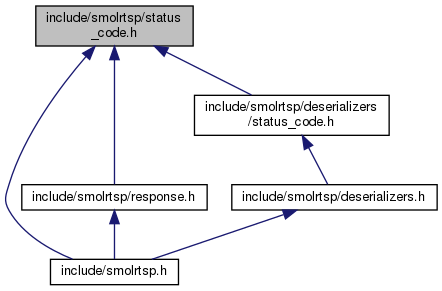 include/smolrtsp/status
_code.h
include/smolrtsp/deserializers
/status_code.h
include/smolrtsp/response.h
include/smolrtsp/deserializers.h
include/smolrtsp.h